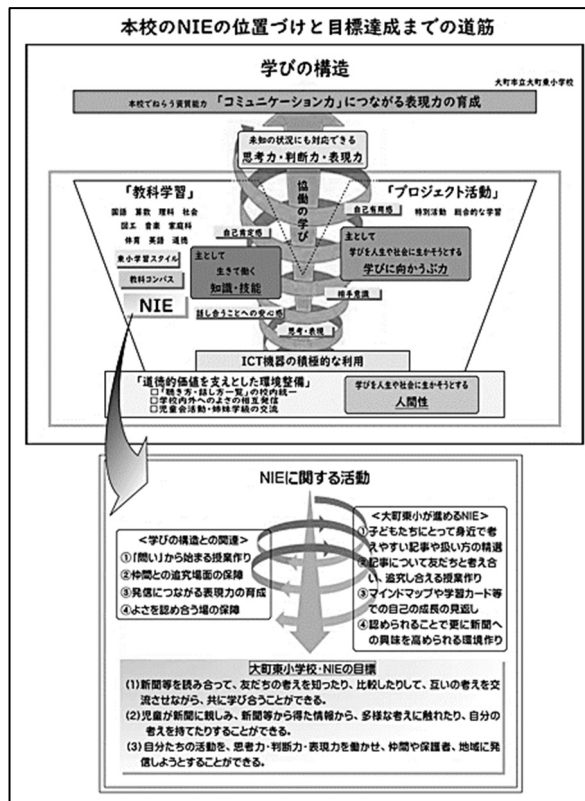 本校のNIEの位置づけと目標達成までの道筋
学びの構造
大町市立大町東小学校
本校でねらう資質能力 「コミュニケーション力」につながる表現力の育成
未知の状況にも対応できる
思考力・判断力・表現力
協働の学び
「教科学習」
国語 算数 理科 社会
図工 音楽 家庭科
体育 英語 道徳
東小学習スタイル
教科コンパス
NIE
自己肯定感
主として
生きて働く
知識・技能
話し合うことへの安心感
「プロジェクト活動」
自己有用感
特別活動 総合的な学習
主として
学びを人生や社会に生かそうとする
学びに向かうぶ力
相手意識
思考・表現
ICT機器の積極的な利用
「道徳的価値を支えとした環境整備」
□「聴き方・話し方一覧」の校内統一
□学校内外へのよさの相互発信
□児童会活動・姉妹学級の交流
学びを人生や社会に生かそうとする
人間性
NIEに関する活動
<学びの構造との関連>
①「問い」から始まる授業作り
②仲間との追究場面の保障
③発信につながる表現力の育成
④よさを認め合う場の保障
<大町東小が進めるNIE>
①子どもたちにとって身近で考
えやすい記事や扱い方の精選
②記事について友だちと考え合
い、追究し合える授業作り
③マインドマップや学習カード等
での自己の成長の見返し
④認められることで更に新聞へ
の興味を高められる環境作り
大町東小学校・NIEの目標
(1)新聞等を読み合って、友だちの考えを知ったり、比較したりして、互いの考えを交
流させながら、共に学び合うことができる。
(2)児童が新聞に親しみ、新聞等から得た情報から、多様な考えに触れたり、自分の
考えを持てたりすることができる。
(3)自分たちの活動を、思考力・判断力・表現力を働かせ、仲間や保護者、地域に発
信しようとすることができる。